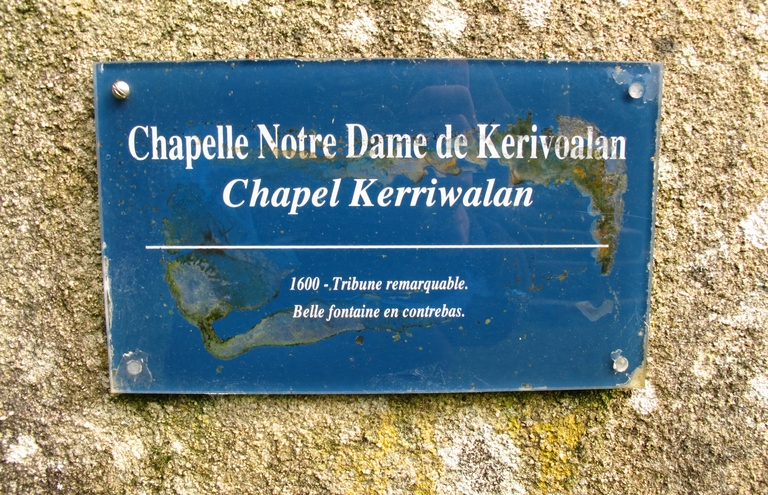 Chapelle Notre Dame de Kerivoalan
Chapel Kerriwalan
1600 - Tribune remarquable.
Belle fontaine en contrebas.